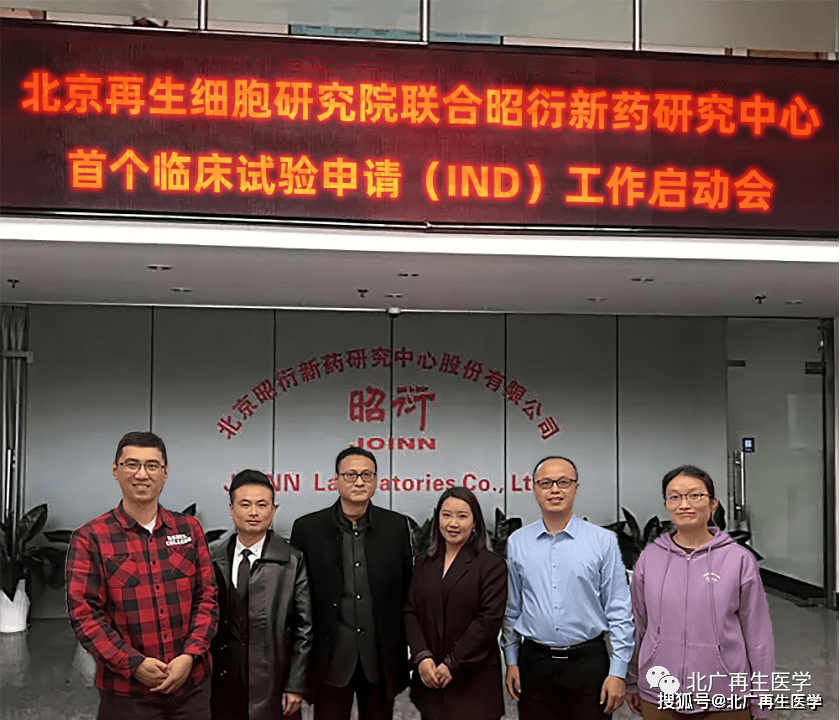 北京再生细胞研究院联合昭衍新药研究中心
首个临床试验申请（IND）工作启动会
北京昭衍新药研究中心股份有限公司
昭衍
JOINN
Laboratories Co., Lt
北广再生医学
搜狐号@北广再生医学